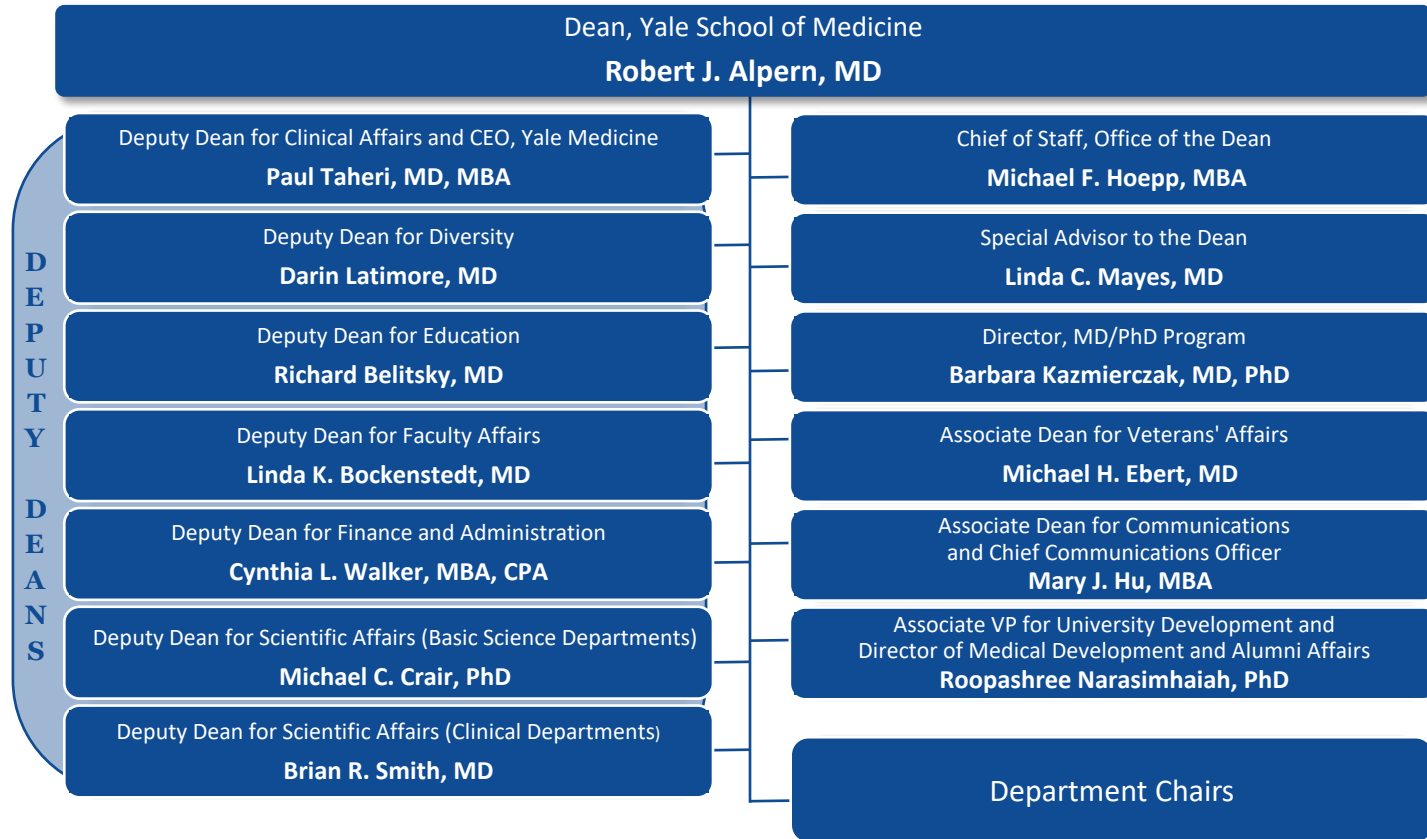 Dean, Yale School of Medicine
Robert J. Alpern, MD
DEPUTY DEANS
Deputy Dean for Clinical Affairs and CEO, Yale Medicine
Paul Taheri, MD, MBA
Deputy Dean for Diversity
Darin Latimore, MD
Deputy Dean for Education
Richard Belitsky, MD
Deputy Dean for Faculty Affairs
Linda K. Bockenstedt, MD
Deputy Dean for Finance and Administration
Cynthia L. Walker, MBA, CPA
Deputy Dean for Scientific Affairs (Basic Science Departments)
Michael C. Crair, PhD
Deputy Dean for Scientific Affairs (Clinical Departments)
Brian R. Smith, MD
Chief of Staff, Office of the Dean
Michael F. Hoepp, MBA
Special Advisor to the Dean
Linda C. Mayes, MD
Director, MD/PhD Program
Barbara Kazmierczak, MD, PhD
Associate Dean for Veterans' Affairs
Michael H. Ebert, MD
Associate Dean for Communications
and Chief Communications Officer
Mary J. Hu, MBA
Associate VP for University Development and
Director of Medical Development and Alumni Affairs
Roopashree Narasimhaiah, PhD
Department Chairs